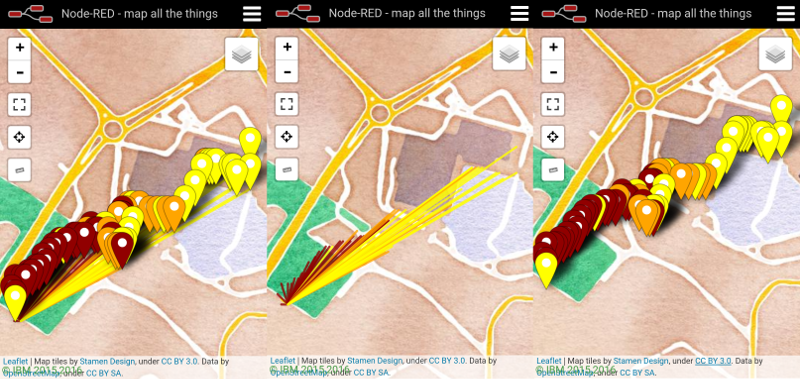 Node-RED - map all the things
+
-
Leaflet | Map tiles by Stamen Design, under CC BY 3.0. Data by
OpenStreetMap, under CC BY SA.
© IBM 2015,2016
Node-RED - map all the things
+
-
Leaflet | Map tiles by Stamen Design, under CC BY 3.0. Data by
OpenStreetMap, under CC BY SA.
© IBM 2015,2016
Node-RED - map all the things
+
-
Leaflet | Map tiles by Stamen Design, under CC BY 3.0. Data by
OpenStreetMap, under CC BY SA.
© IBM 2015,2016